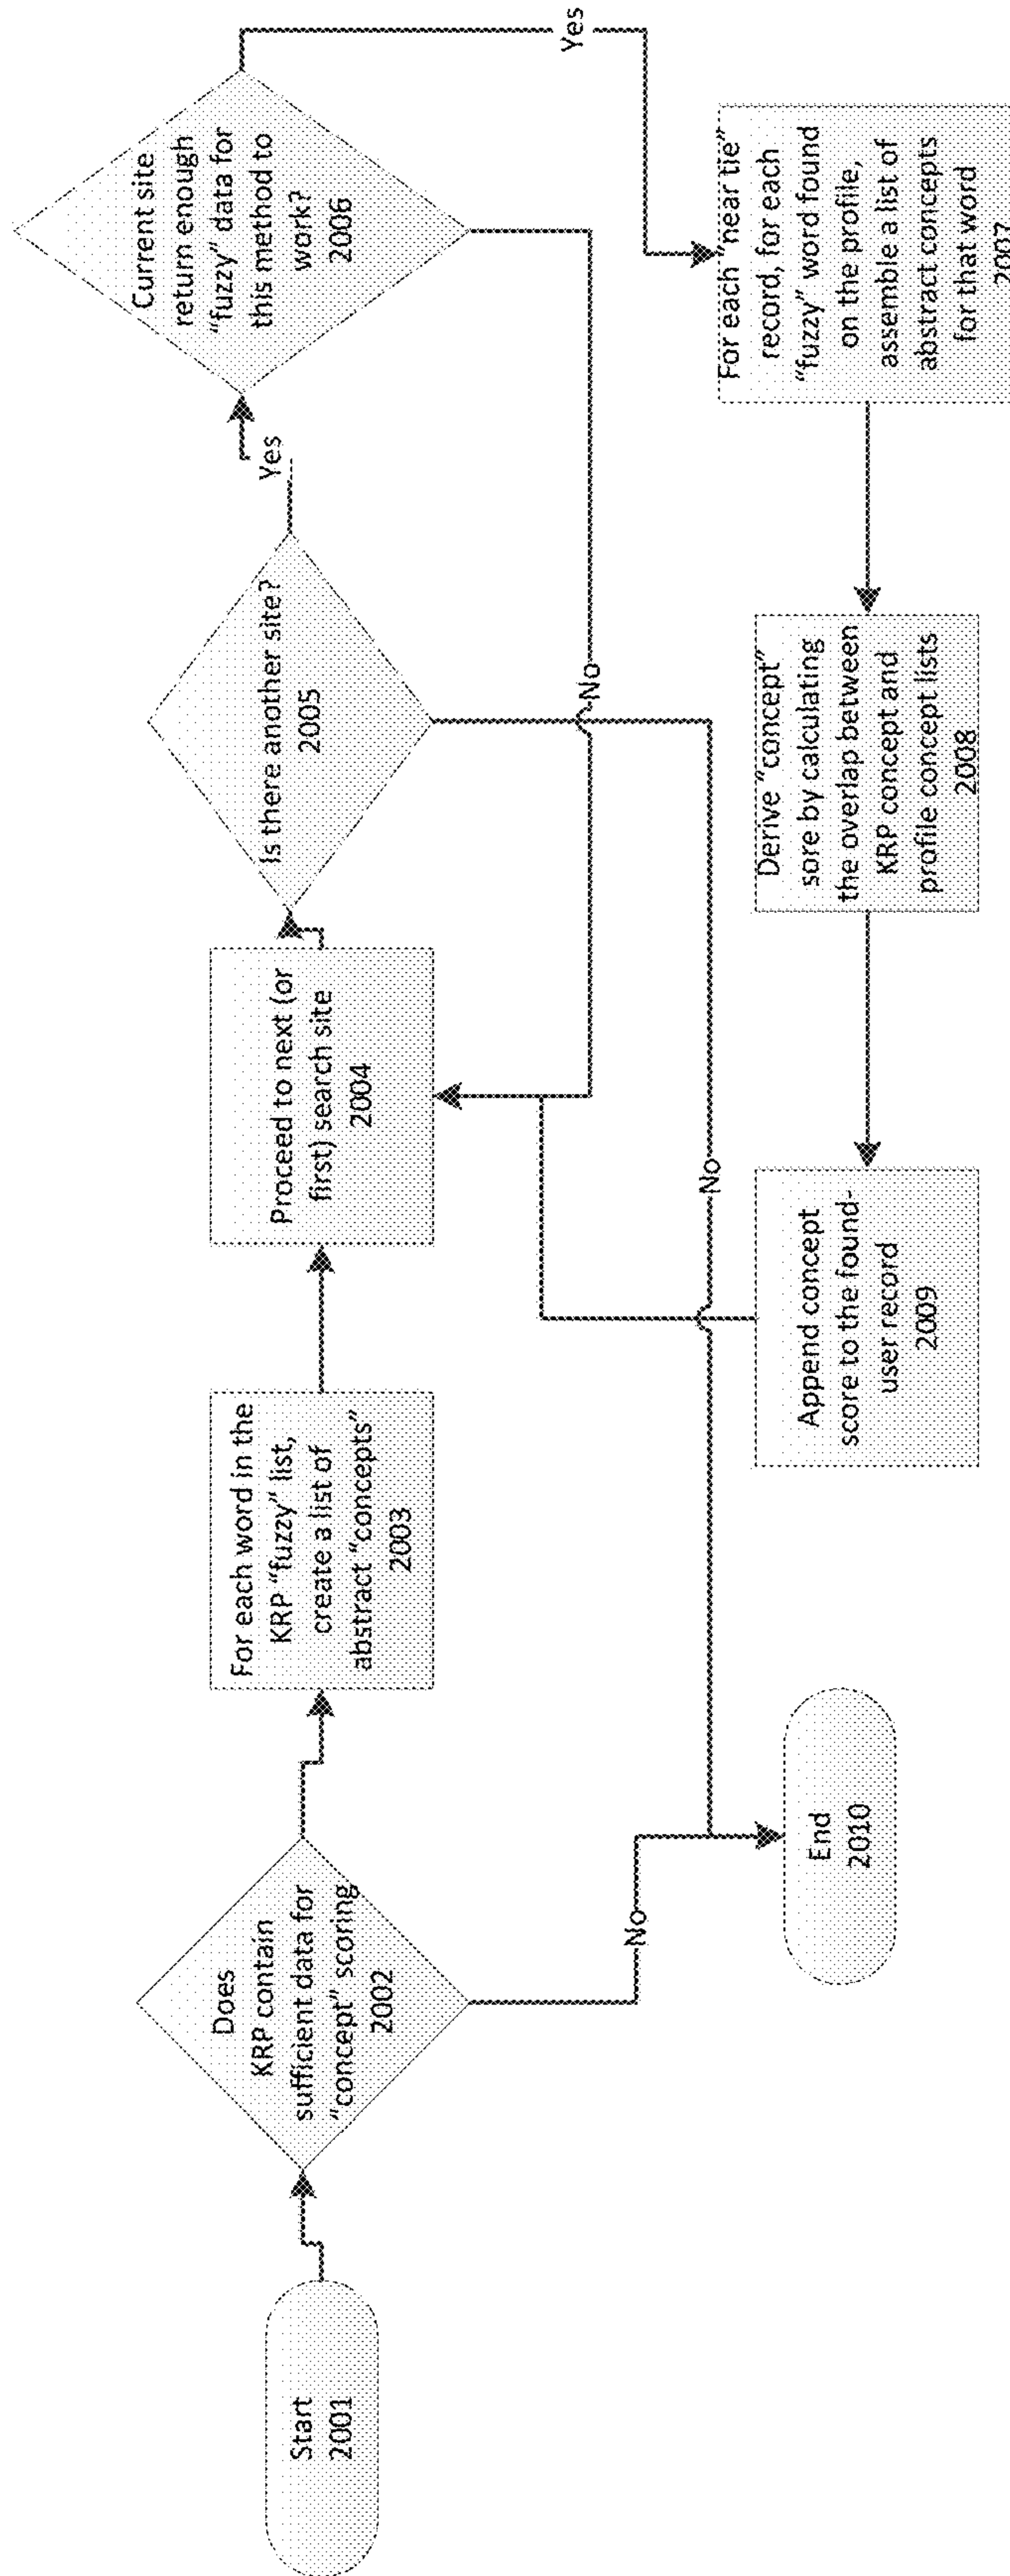 Start
2001
Does
KRP contain
sufficient data for
"concept" scoring
2002
No
For each word in the
KRP "fuzzy" list,
create a list of
abstract "concepts"
2003
Proceed to next (or
first) search site
2004
Is there another site?
2005
Yes
No
Current site
return enough
"fuzzy" data for
this method to
work?
2006
Yes
No
For each "near tie"
record, for each
"fuzzy" word found
on the profile,
assemble a list of
abstract concepts
for that word
2007
Derive "concept"
sore by calculating
the overlap between
KRP concept and
profile concept lists
2008
Append concept
score to the found-
user record
2009
End
2010